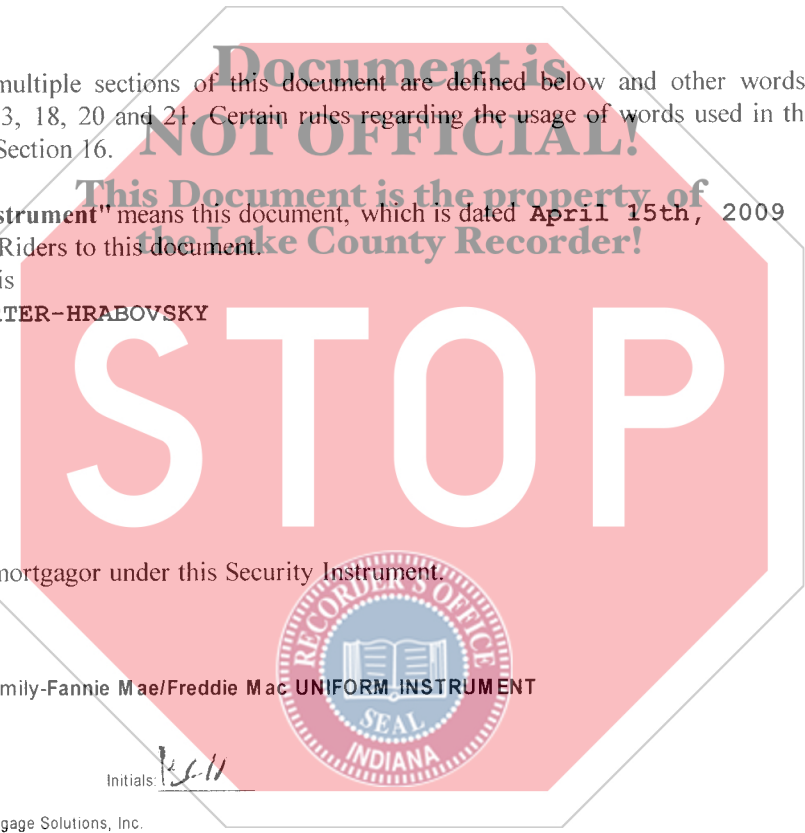 Document is
multiple sections of this document are defined below and other words
3, 18, 20 and 21. Certain rules regarding the usage of words used in th
NOT OFFICIAL!
Section 16.
This Document is the property of
strument" means this document, which is dated April 15th, 2009
the Lake County Recorder!
Riders to this document.
is
RTER-HRABOVSKY
STOP
mortgagor under this Security Instrument.
RECORDER'S OFFICE
mily-Fannie Mae/Freddie Mac UNIFORM INSTRUMENT
SEAL
INDIANA
Initials:
gage Solutions, Inc.